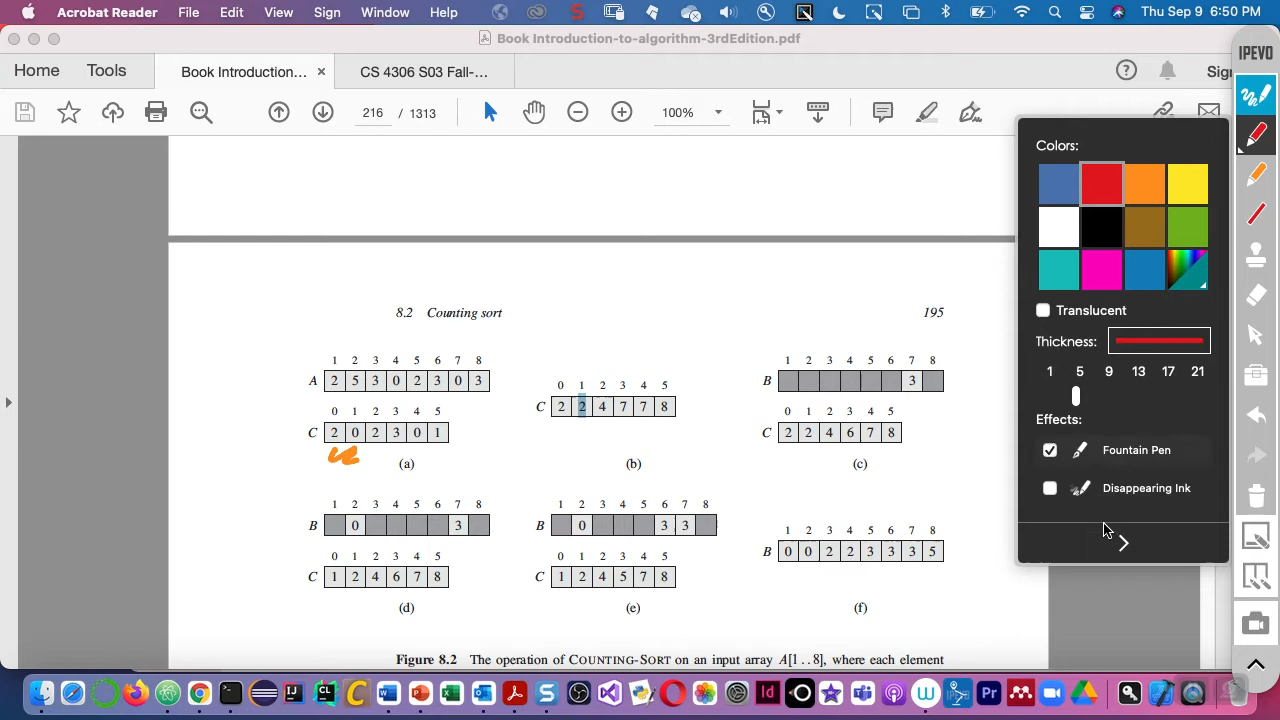 Acrobat Reader File Edit View Sign Window Help Thu Sep 9 6:50 PM
Book Introduction-to-algorithm-3rdEdition.pdf
IPEVO
Home Tools Book Introduction... × CS 4306 S03 Fall-... Sign
216 / 1313 100%
Colors:
Translucent
Thickness:
1 5 9 13 17 21
Effects:
Fountain Pen
Disappearing Ink
8.2 Counting sort 195
1 2 3 4 5 6 7 8
A 2 5 3 0 2 3 0 3
0 1 2 3 4 5
C 2 0 2 3 0 1
(a)
0 1 2 3 4 5
C 2 2 4 7 7 8
(b)
1 2 3 4 5 6 7 8
B 3
0 1 2 3 4 5
C 2 2 4 6 7 8
(c)
1 2 3 4 5 6 7 8
B 0 3
0 1 2 3 4 5
C 1 2 4 6 7 8
(d)
1 2 3 4 5 6 7 8
B 0 3 3
0 1 2 3 4 5
C 1 2 4 5 7 8
(e)
1 2 3 4 5 6 7 8
B 0 0 2 2 3 3 3 5
(f)
Figure 8.2 The operation of COUNTING-SORT on an input array A[1 . . 8], where each element